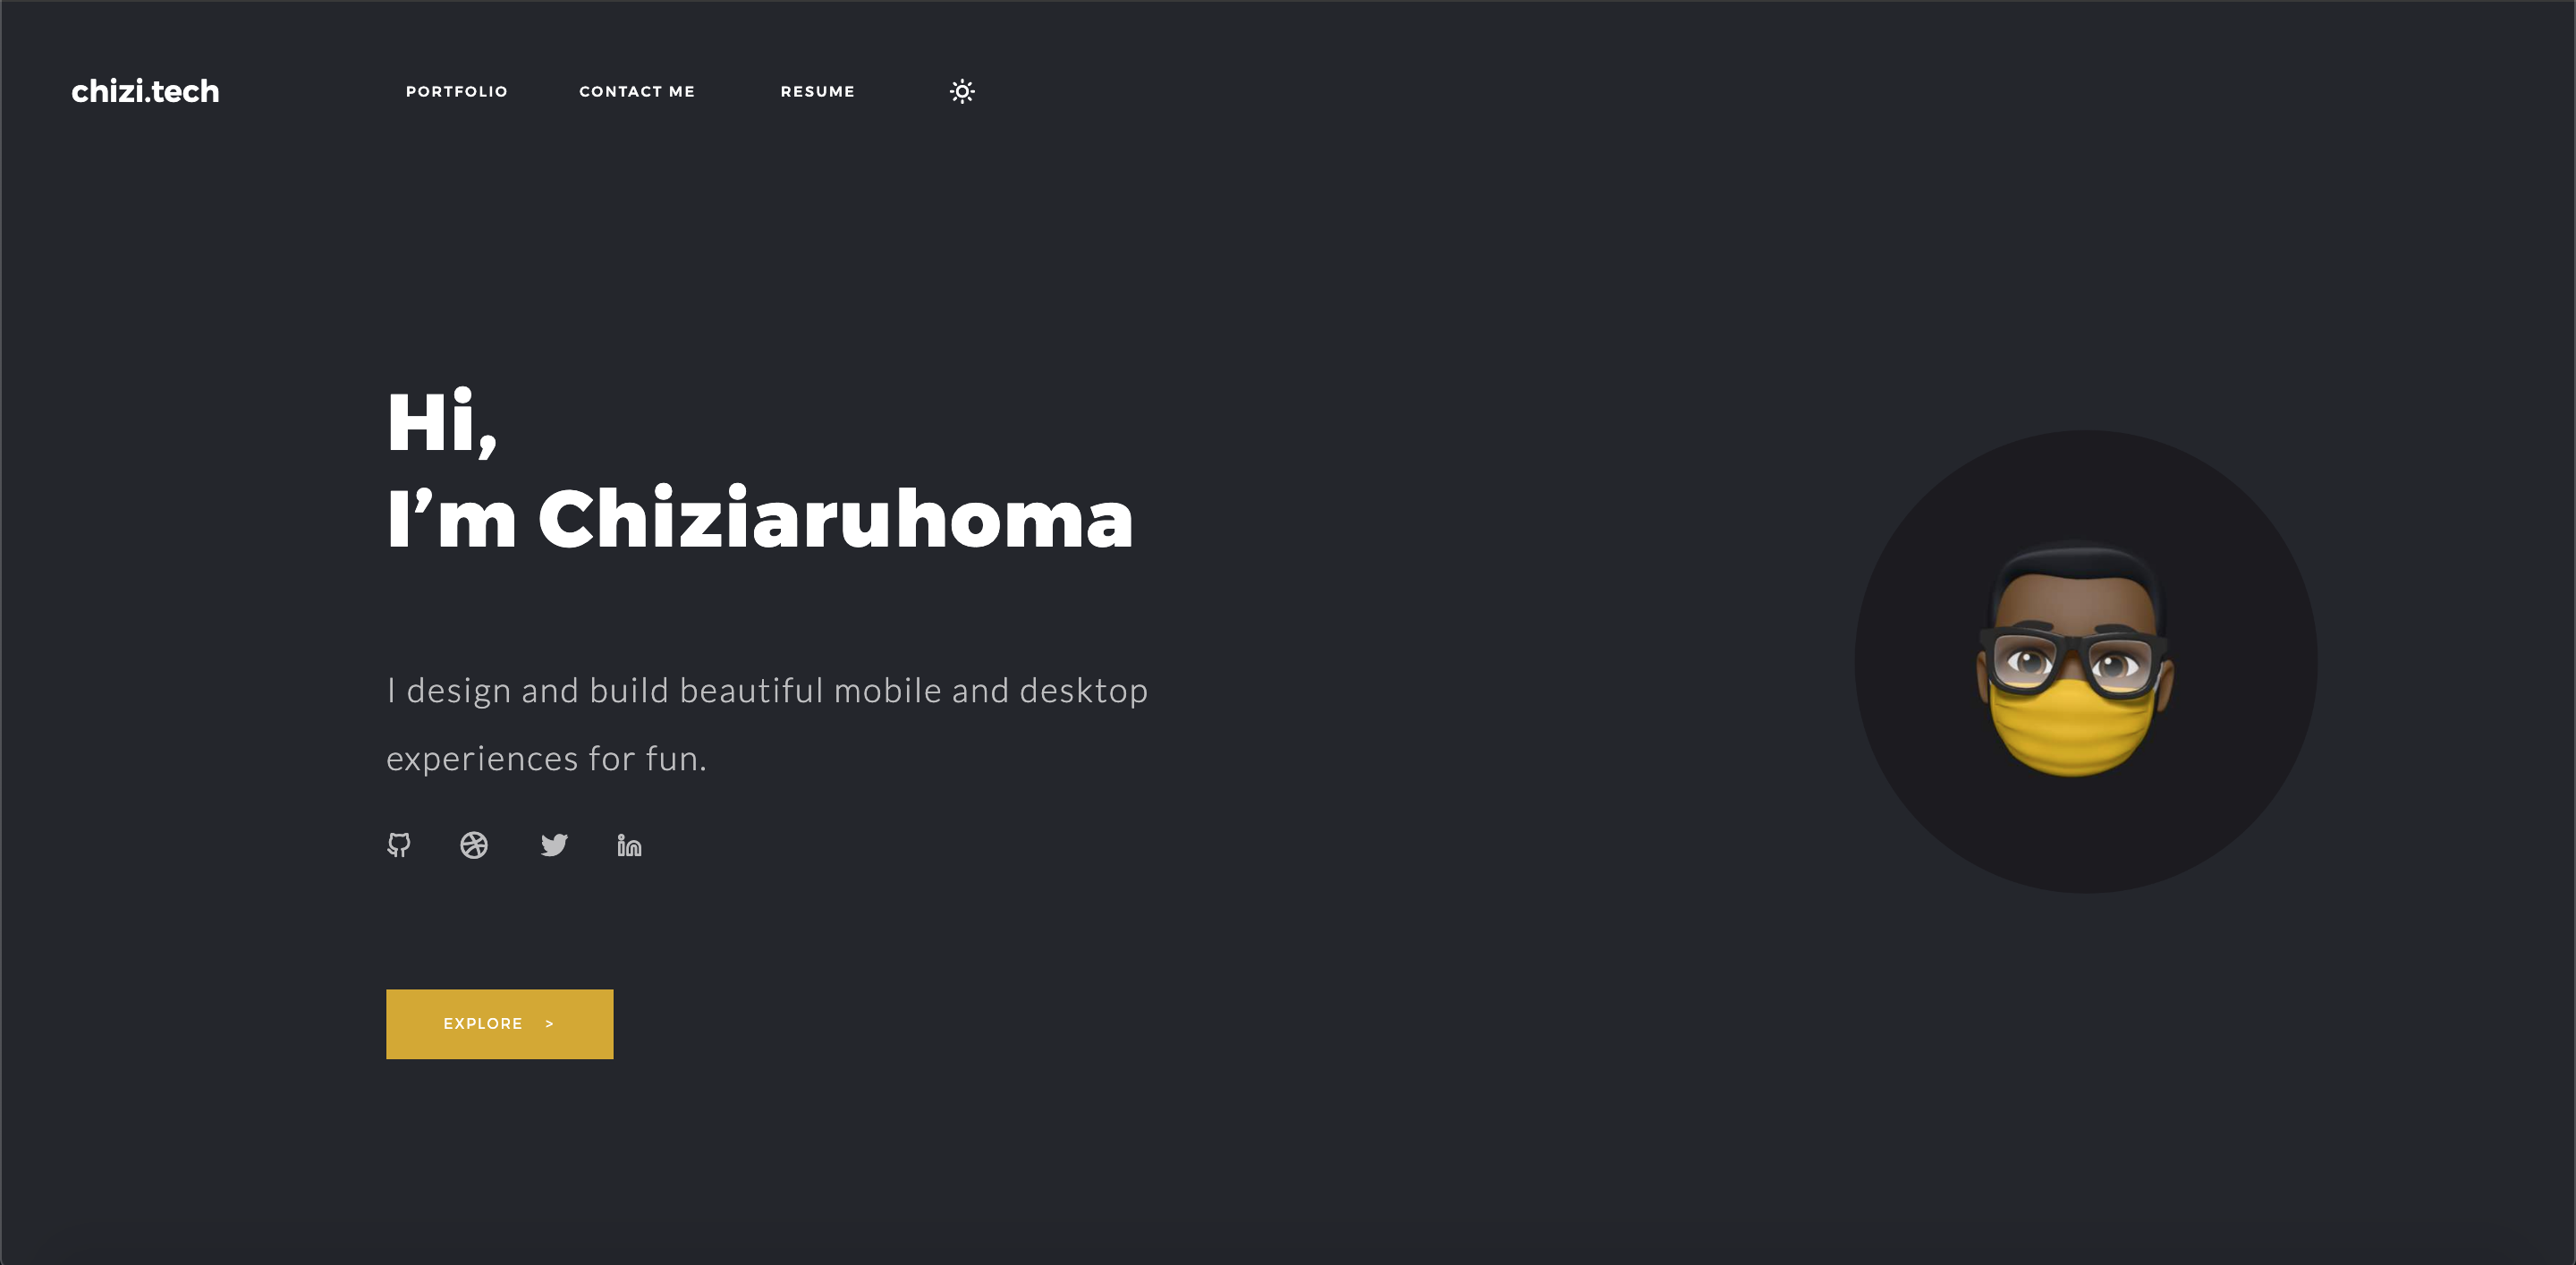 chizi.tech
PORTFOLIO
CONTACT ME
RESUME
Hi,
I’m Chiziaruhoma
I design and build beautiful mobile and desktop
experiences for fun.
in
EXPLORE >